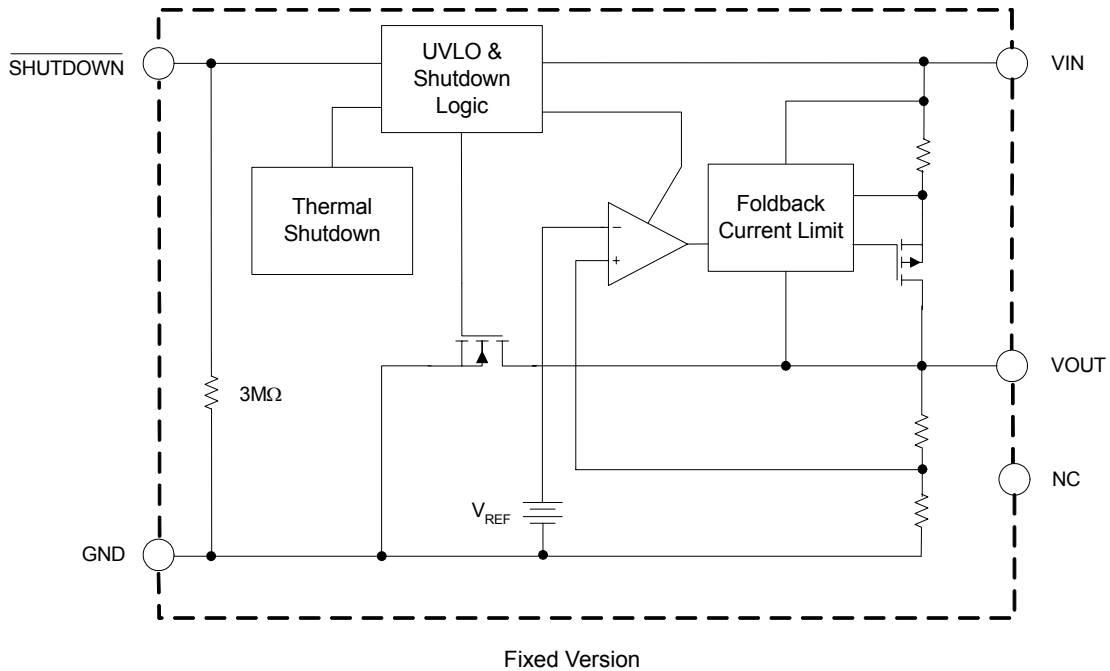 SHUTDOWN
UVLO &
Shutdown
Logic
VIN
Thermal
Shutdown
Foldback
Current Limit
−
+
VOUT
3MΩ
NC
VREF
GND
Fixed Version